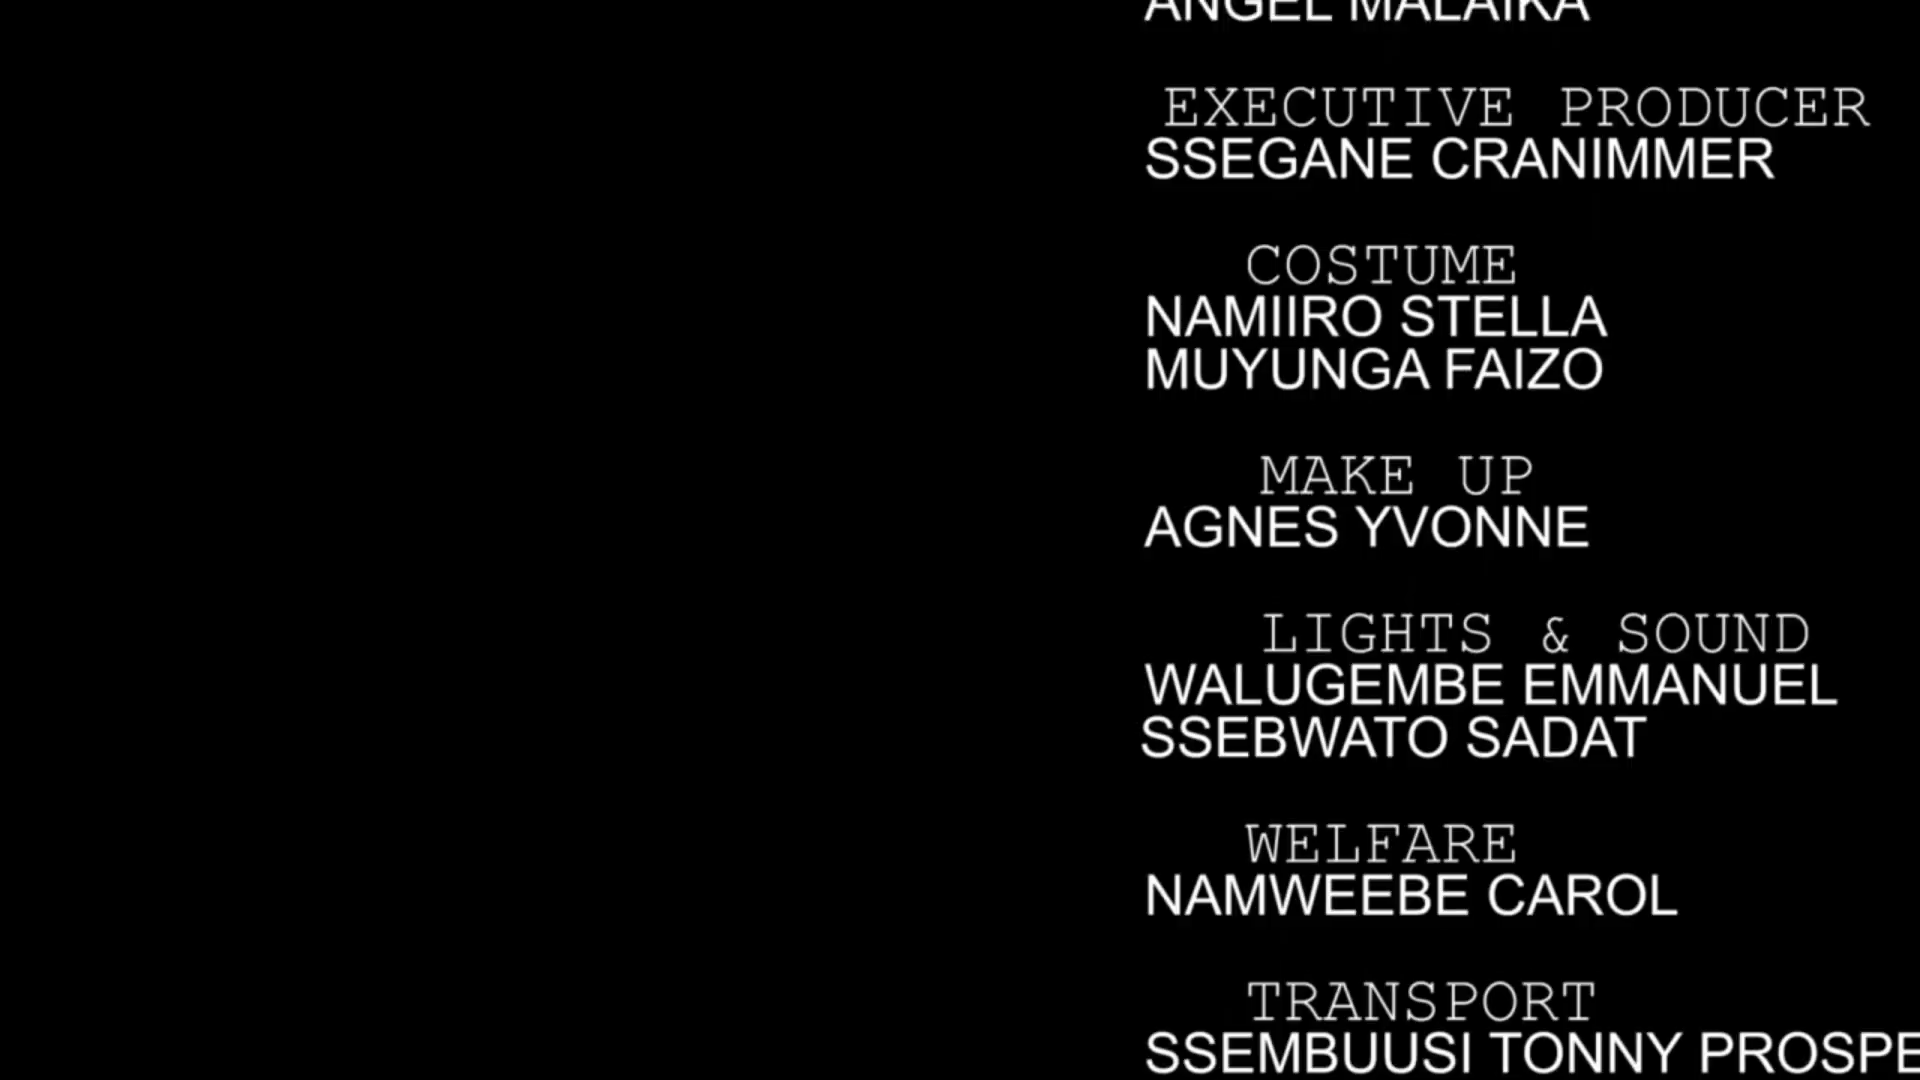 ANGEL MALAIKA
EXECUTIVE PRODUCER
SSEGANE CRANIMMER
COSTUME
NAMIIRO STELLA
MUYUNGA FAIZO
MAKE UP
AGNES YVONNE
LIGHTS & SOUND
WALUGEMBE EMMANUEL
SSEBWATO SADAT
WELFARE
NAMWEEBE CAROL
TRANSPORT
SSEMBUUSI TONNY